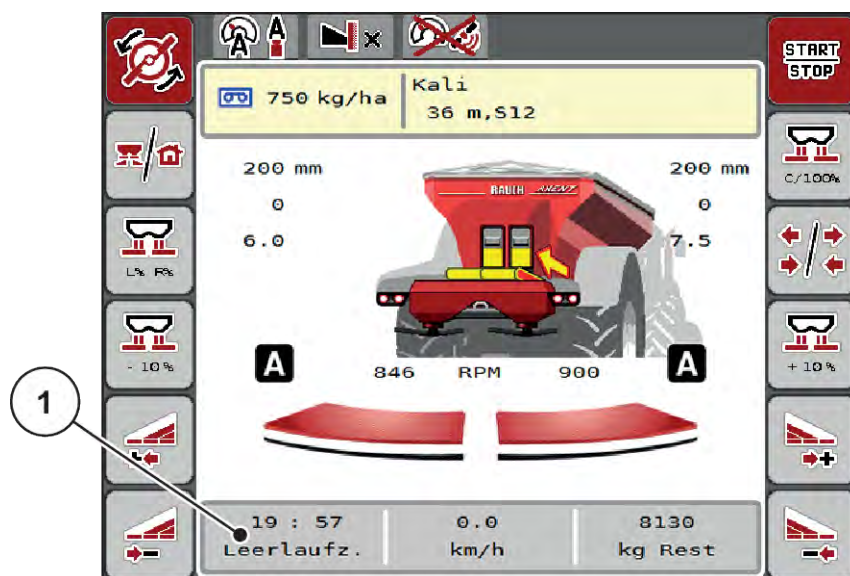 A A
START
STOP
750 kg/ha
Kali
36 m,S12
200 mm
200 mm
0
0
6.0
7.5
RAUCH AXENT
C/100%
L% R%
- 10 %
+ 10 %
A
A
846 RPM 900
1
19 : 57
Leerlaufz.
0.0
km/h
8130
kg Rest